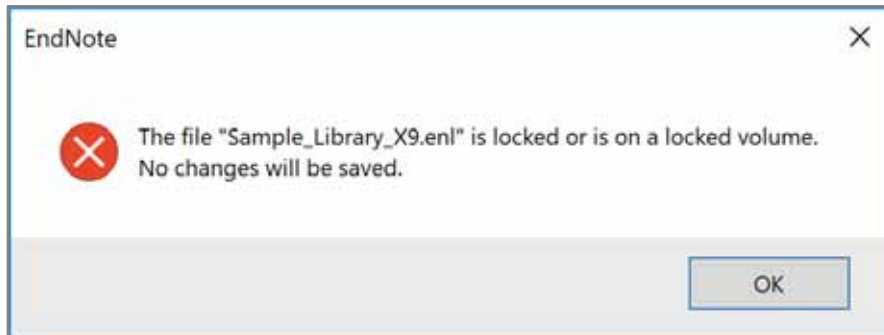 EndNote
The file "Sample_Library_X9.enl" is locked or is on a locked volume.
No changes will be saved.
OK